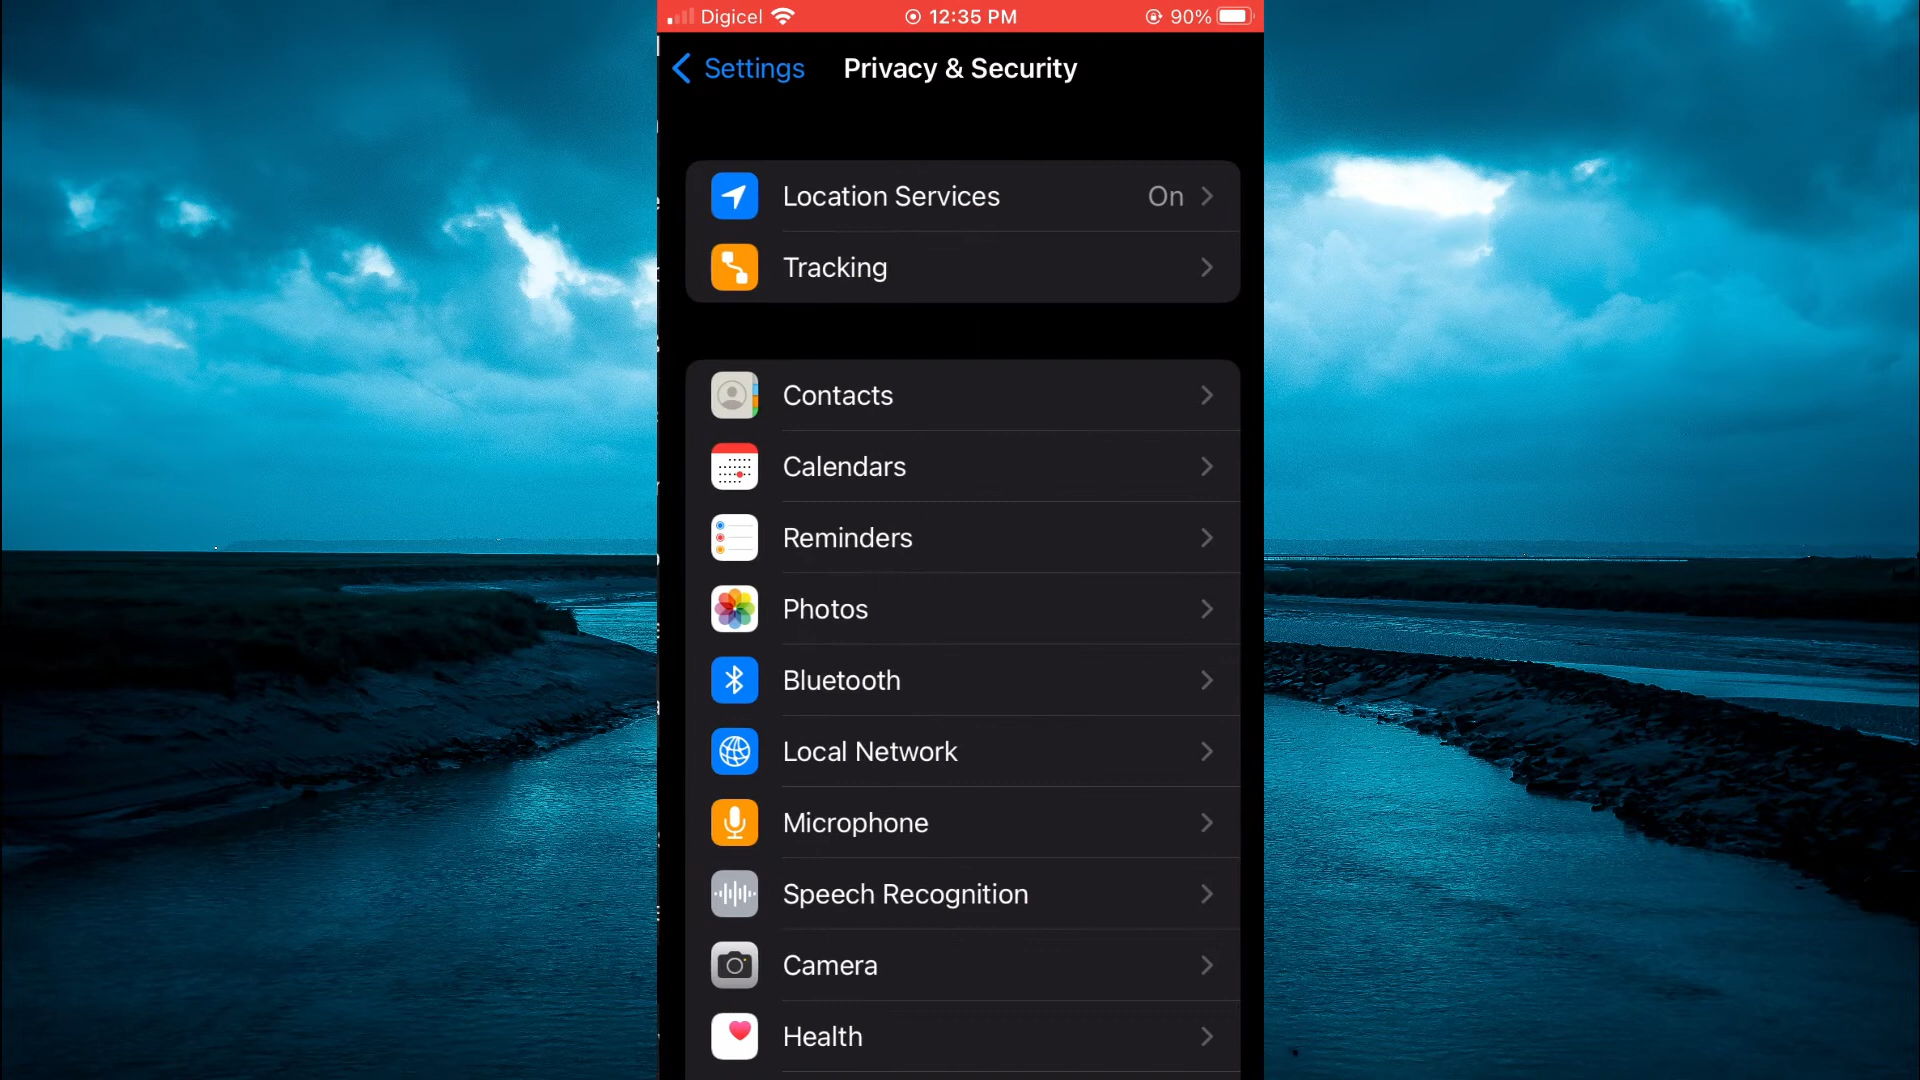 Digicel 12:35 PM 90%
Settings Privacy & Security
Location Services On
Tracking
Contacts
Calendars
Reminders
Photos
Bluetooth
Local Network
Microphone
Speech Recognition
Camera
Health